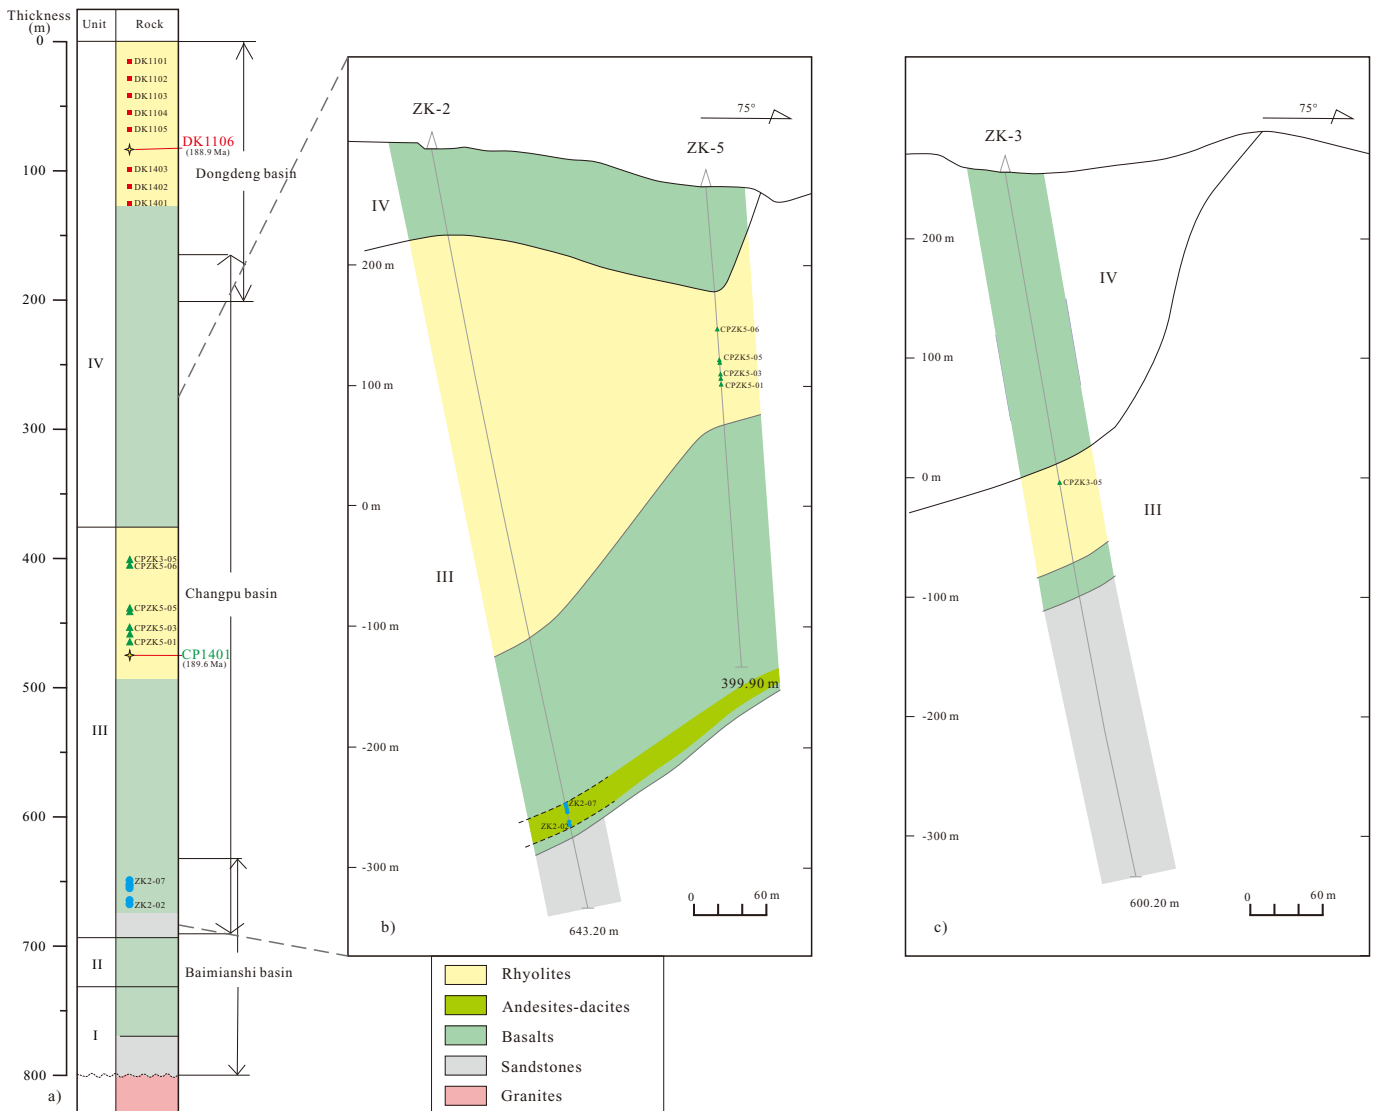 Thickness
(m)
Unit
Rock
0
100
200
300
400
500
600
700
800
DK1101
DK1102
DK1103
DK1104
DK1105
DK1106
(188.9 Ma)
DK1403
DK1402
DK1401
Dongdeng basin
IV
CPZK3-05
CPZK5-06
CPZK5-05
CPZK5-03
CPZK5-01
CP1401
(189.6 Ma)
Changpu basin
III
ZK2-07
ZK2-02
II
Baimianshi basin
I
a)
ZK-2
75°
ZK-5
IV
200 m
CPZK5-06
CPZK5-05
CPZK5-03
CPZK5-01
100 m
0 m
III
-100 m
399.90 m
-200 m
ZK2-07
ZK2-02
-300 m
0
60 m
b)
643.20 m
ZK-3
75°
200 m
IV
100 m
0 m
CPZK3-05
III
-100 m
-200 m
-300 m
600.20 m
0
60 m
c)
Rhyolites
Andesites-dacites
Basalts
Sandstones
Granites